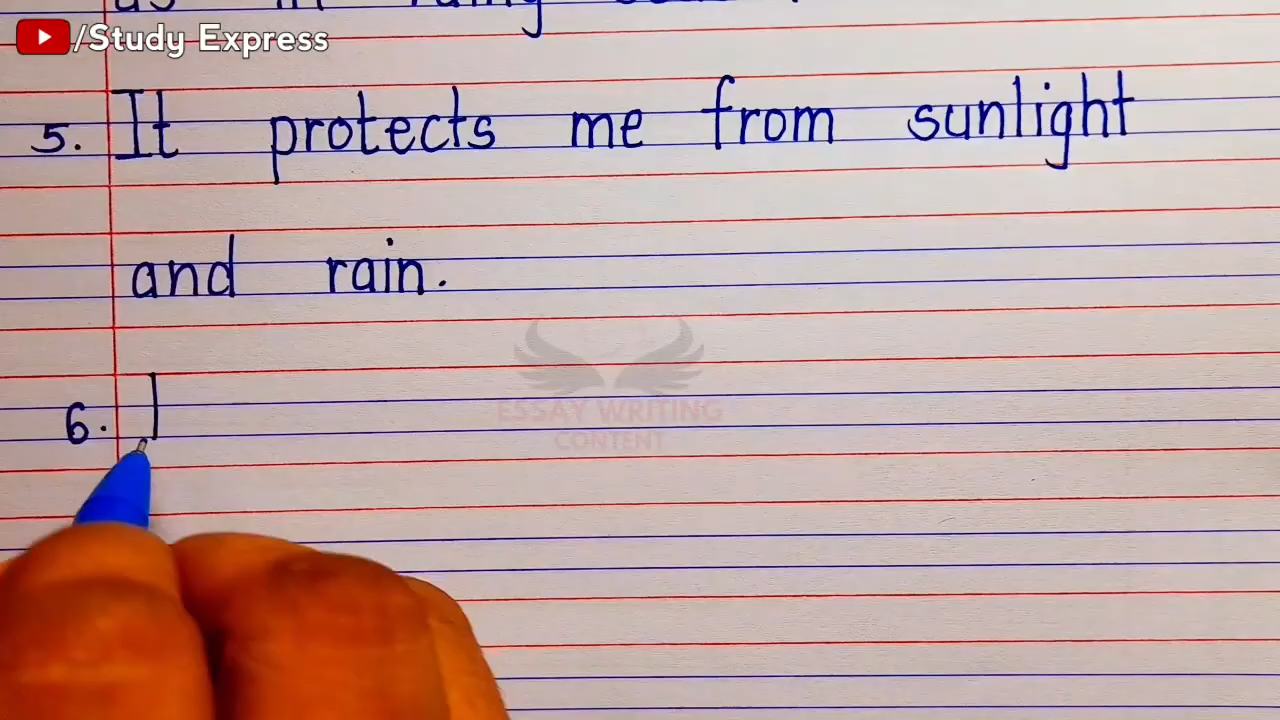 /Study Express
5. It protects me from sunlight
and rain.
6.
ESSAY WRITING
CONTENT